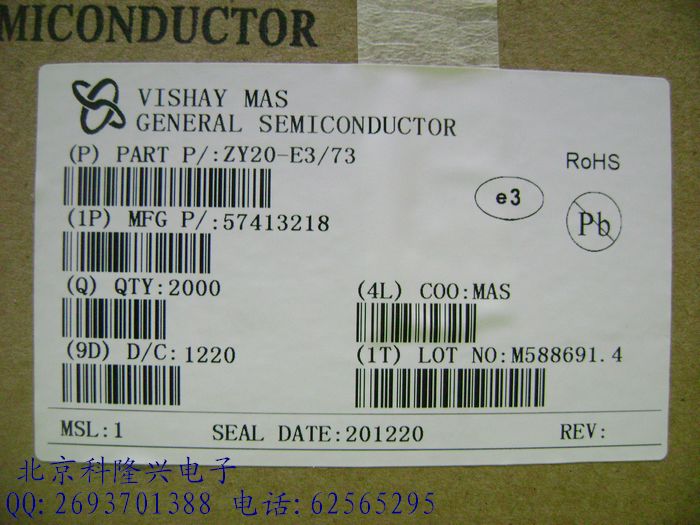 MICONDUCTOR
VISHAY MAS
GENERAL SEMICONDUCTOR
(P) PART P/:ZY20-E3/73
RoHS
e3
(1P) MFG P/:57413218
Pb
(Q) QTY:2000
(4L) COO:MAS
(9D) D/C:1220
(1T) LOT NO:M588691.4
MSL:1 SEAL DATE:201220 REV:
北京科隆兴电子
QQ:2693701388 电话:62565295